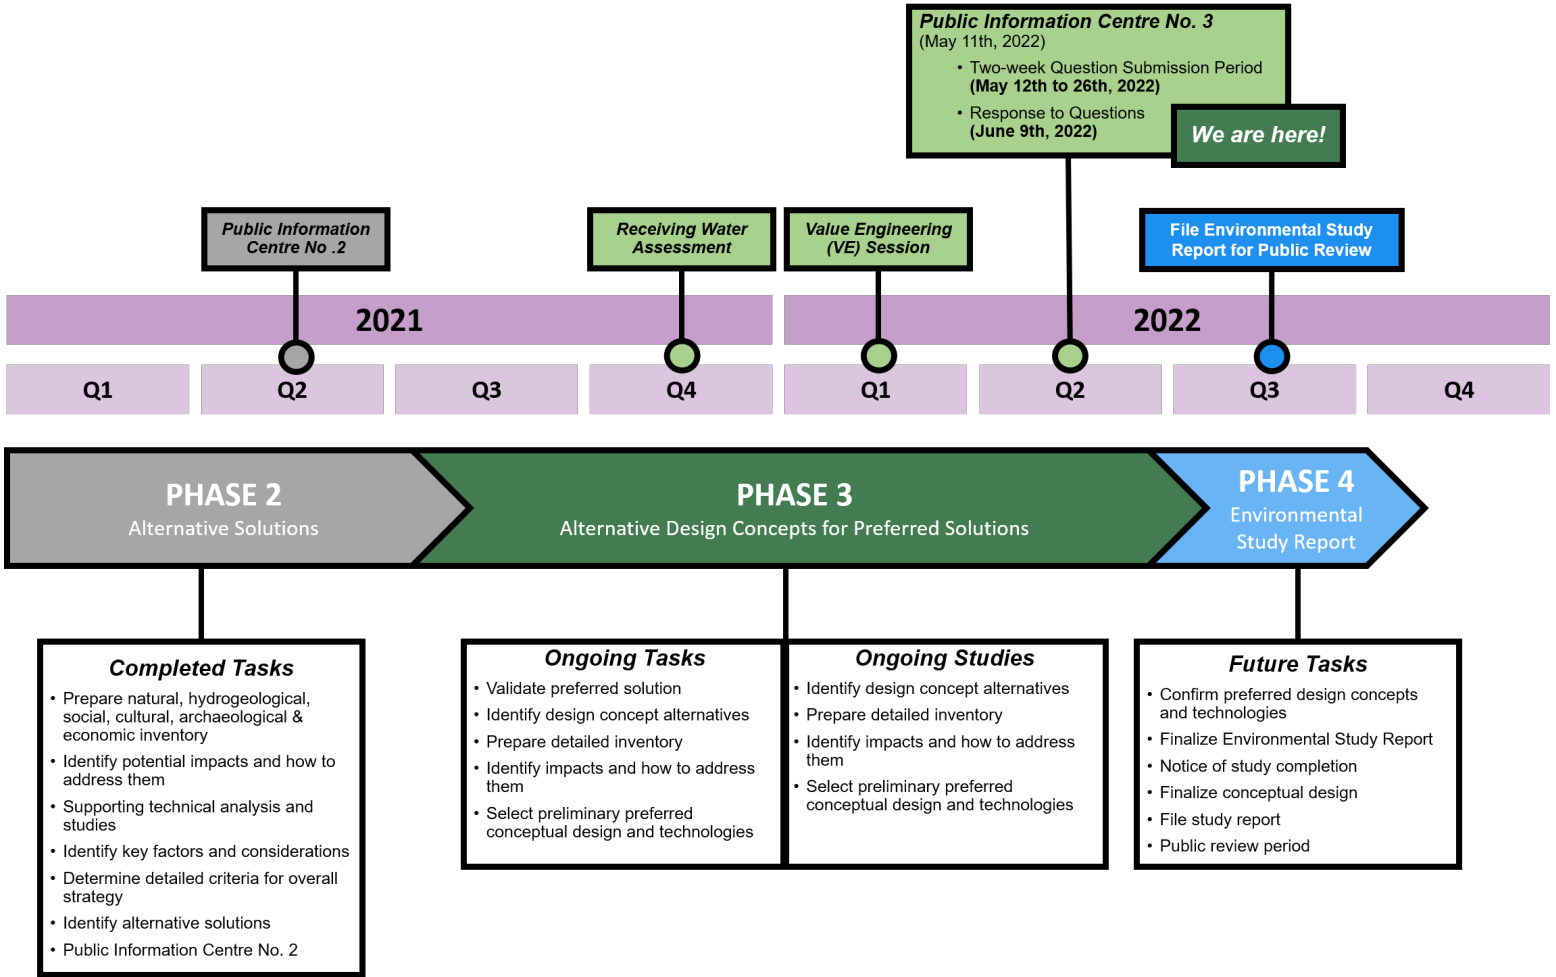 Public Information Centre No. 3
(May 11th, 2022)
• Two-week Question Submission Period
(May 12th to 26th, 2022)
• Response to Questions
(June 9th, 2022)
We are here!
Public Information
Centre No .2
Receiving Water
Assessment
Value Engineering
(VE) Session
File Environmental Study
Report for Public Review
2021
2022
Q1
Q2
Q3
Q4
Q1
Q2
Q3
Q4
PHASE 2
Alternative Solutions
PHASE 3
Alternative Design Concepts for Preferred Solutions
PHASE 4
Environmental
Study Report
Completed Tasks
• Prepare natural, hydrogeological,
social, cultural, archaeological &
economic inventory
• Identify potential impacts and how to
address them
• Supporting technical analysis and
studies
• Identify key factors and considerations
• Determine detailed criteria for overall
strategy
• Identify alternative solutions
• Public Information Centre No. 2
Ongoing Tasks
• Validate preferred solution
• Identify design concept alternatives
• Prepare detailed inventory
• Identify impacts and how to address
them
• Select preliminary preferred
conceptual design and technologies
Ongoing Studies
• Identify design concept alternatives
• Prepare detailed inventory
• Identify impacts and how to address
them
• Select preliminary preferred
conceptual design and technologies
Future Tasks
• Confirm preferred design concepts
and technologies
• Finalize Environmental Study Report
• Notice of study completion
• Finalize conceptual design
• File study report
• Public review period